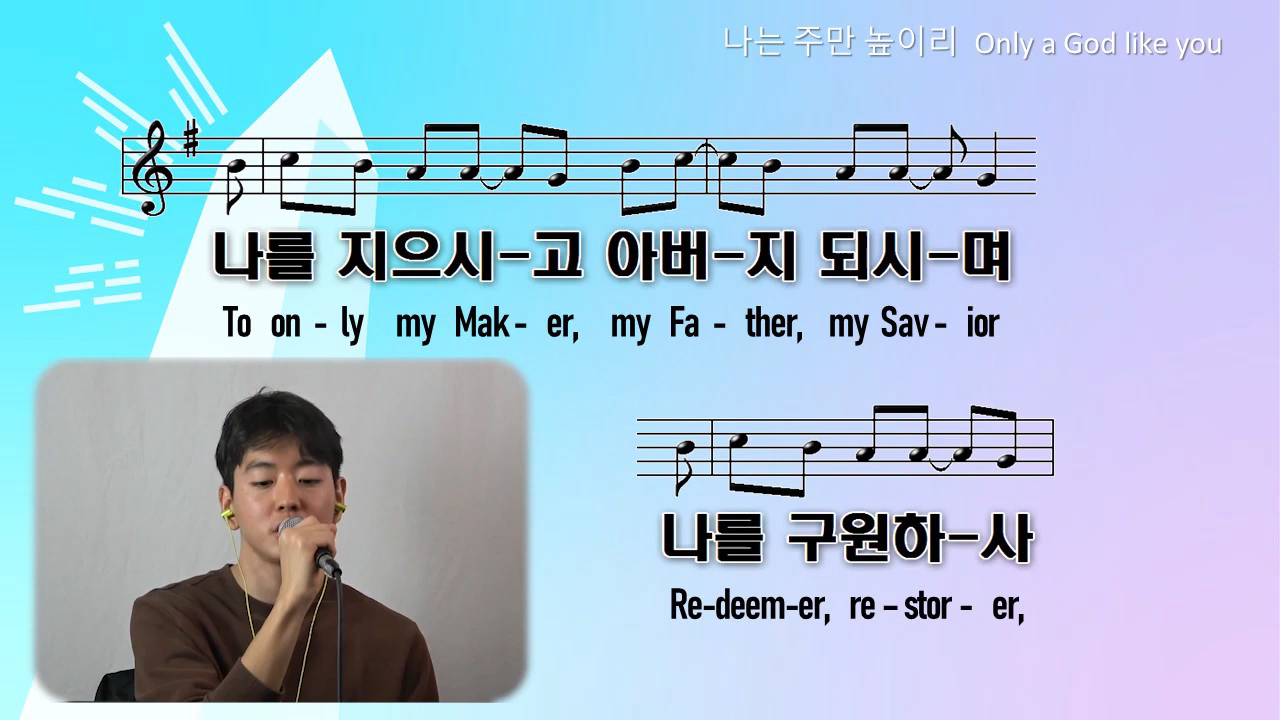 나는 주만 높이리 Only a God like you
나를 지으시-고 아버-지 되시-며
To on - ly my Mak - er, my Fa - ther, my Sav - ior
나를 구원하-사
Re-deem-er, re - stor - er,